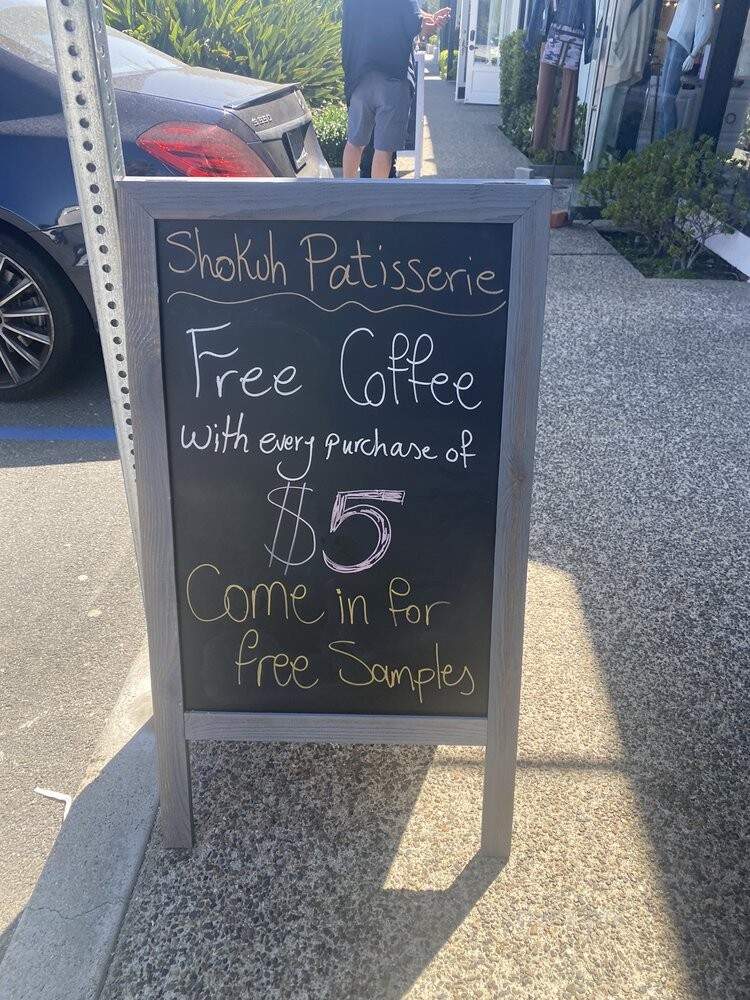 Shokuh Patisserie
Free Coffee
with every purchase of
$5
Come in for
free Samples